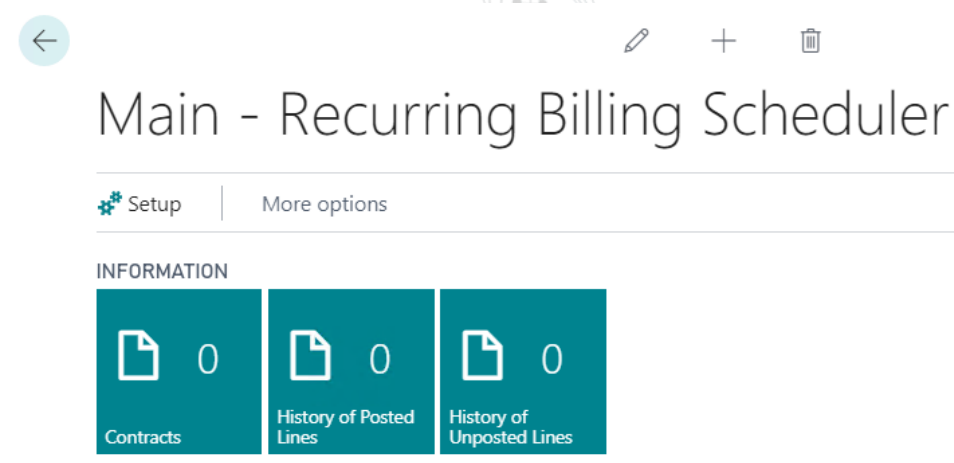 Main - Recurring Billing Scheduler
Setup
More options
INFORMATION
0
Contracts
0
History of Posted
Lines
0
History of
Unposted Lines